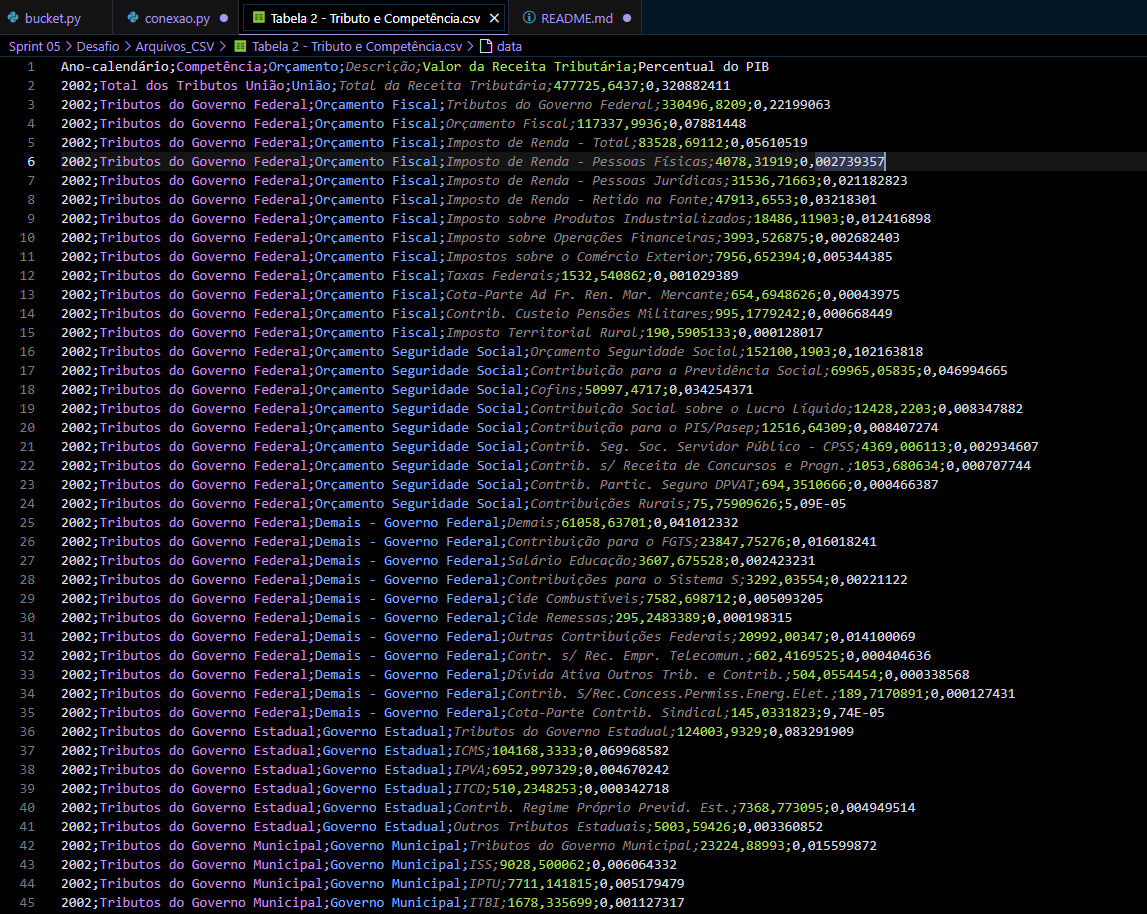 bucket.py
conexao.py
Tabela 2 - Tributo e Competência.csv
README.md
Sprint 05 > Desafio > Arquivos_CSV > Tabela 2 - Tributo e Competência.csv > data
1 Ano-calendário;Competência;Orçamento;Descrição;Valor da Receita Tributária;Percentual do PIB
2 2002;Total dos Tributos União;União;Total da Receita Tributária;477725,6437;0,320882411
3 2002;Tributos do Governo Federal;Orçamento Fiscal;Tributos do Governo Federal;330496,8209;0,22199063
4 2002;Tributos do Governo Federal;Orçamento Fiscal;Orçamento Fiscal;117337,9936;0,07881448
5 2002;Tributos do Governo Federal;Orçamento Fiscal;Imposto de Renda - Total;83528,69112;0,05610519
6 2002;Tributos do Governo Federal;Orçamento Fiscal;Imposto de Renda - Pessoas Físicas;4078,31919;0,002739357
7 2002;Tributos do Governo Federal;Orçamento Fiscal;Imposto de Renda - Pessoas Jurídicas;31536,71663;0,021182823
8 2002;Tributos do Governo Federal;Orçamento Fiscal;Imposto de Renda - Retido na Fonte;47913,6553;0,03218301
9 2002;Tributos do Governo Federal;Orçamento Fiscal;Imposto sobre Produtos Industrializados;18486,11903;0,012416898
10 2002;Tributos do Governo Federal;Orçamento Fiscal;Imposto sobre Operações Financeiras;3993,526875;0,002682403
11 2002;Tributos do Governo Federal;Orçamento Fiscal;Impostos sobre o Comércio Exterior;7956,652394;0,005344385
12 2002;Tributos do Governo Federal;Orçamento Fiscal;Taxas Federais;1532,540862;0,001029389
13 2002;Tributos do Governo Federal;Orçamento Fiscal;Cota-Parte Ad Fr. Ren. Mar. Mercante;654,6948626;0,00043975
14 2002;Tributos do Governo Federal;Orçamento Fiscal;Contrib. Custeio Pensões Militares;995,1779242;0,000668449
15 2002;Tributos do Governo Federal;Orçamento Fiscal;Imposto Territorial Rural;190,5905133;0,000128017
16 2002;Tributos do Governo Federal;Orçamento Seguridade Social;Orçamento Seguridade Social;152100,1903;0,102163818
17 2002;Tributos do Governo Federal;Orçamento Seguridade Social;Contribuição para a Previdência Social;69965,05835;0,046994665
18 2002;Tributos do Governo Federal;Orçamento Seguridade Social;Cofins;50997,4717;0,034254371
19 2002;Tributos do Governo Federal;Orçamento Seguridade Social;Contribuição Social sobre o Lucro Líquido;12428,2203;0,008347882
20 2002;Tributos do Governo Federal;Orçamento Seguridade Social;Contribuição para o PIS/Pasep;12516,64309;0,008407274
21 2002;Tributos do Governo Federal;Orçamento Seguridade Social;Contrib. Seg. Soc. Servidor Público - CPSS;4369,006113;0,002934607
22 2002;Tributos do Governo Federal;Orçamento Seguridade Social;Contrib. s/ Receita de Concursos e Progn.;1053,680634;0,000707744
23 2002;Tributos do Governo Federal;Orçamento Seguridade Social;Contrib. Partic. Seguro DPVAT;694,3510666;0,000466387
24 2002;Tributos do Governo Federal;Orçamento Seguridade Social;Contribuições Rurais;75,75909626;5,09E-05
25 2002;Tributos do Governo Federal;Demais - Governo Federal;Demais;61058,63701;0,041012332
26 2002;Tributos do Governo Federal;Demais - Governo Federal;Contribuição para o FGTS;23847,75276;0,016018241
27 2002;Tributos do Governo Federal;Demais - Governo Federal;Salário Educação;3607,675528;0,002423231
28 2002;Tributos do Governo Federal;Demais - Governo Federal;Contribuições para o Sistema S;3292,03554;0,00221122
29 2002;Tributos do Governo Federal;Demais - Governo Federal;Cide Combustíveis;7582,698712;0,005093205
30 2002;Tributos do Governo Federal;Demais - Governo Federal;Cide Remessas;295,2483389;0,000198315
31 2002;Tributos do Governo Federal;Demais - Governo Federal;Outras Contribuições Federais;20992,00347;0,014100069
32 2002;Tributos do Governo Federal;Demais - Governo Federal;Contr. s/ Rec. Empr. Telecomun.;602,4169525;0,000404636
33 2002;Tributos do Governo Federal;Demais - Governo Federal;Dívida Ativa Outros Trib. e Contrib.;504,0554454;0,000338568
34 2002;Tributos do Governo Federal;Demais - Governo Federal;Contrib. S/Rec.Concess.Permiss.Energ.Elet.;189,7170891;0,000127431
35 2002;Tributos do Governo Federal;Demais - Governo Federal;Cota-Parte Contrib. Sindical;145,0331823;9,74E-05
36 2002;Tributos do Governo Estadual;Governo Estadual;Tributos do Governo Estadual;124003,9329;0,083291909
37 2002;Tributos do Governo Estadual;Governo Estadual;ICMS;104168,3333;0,069968582
38 2002;Tributos do Governo Estadual;Governo Estadual;IPVA;6952,997329;0,004670242
39 2002;Tributos do Governo Estadual;Governo Estadual;ITCD;510,2348253;0,000342718
40 2002;Tributos do Governo Estadual;Governo Estadual;Contrib. Regime Próprio Previd. Est.;7368,773095;0,004949514
41 2002;Tributos do Governo Estadual;Governo Estadual;Outros Tributos Estaduais;5003,59426;0,003360852
42 2002;Tributos do Governo Municipal;Governo Municipal;Tributos do Governo Municipal;23224,88993;0,015599872
43 2002;Tributos do Governo Municipal;Governo Municipal;ISS;9028,500062;0,006064332
44 2002;Tributos do Governo Municipal;Governo Municipal;IPTU;7711,141815;0,005179479
45 2002;Tributos do Governo Municipal;Governo Municipal;ITBI;1678,335699;0,001127317